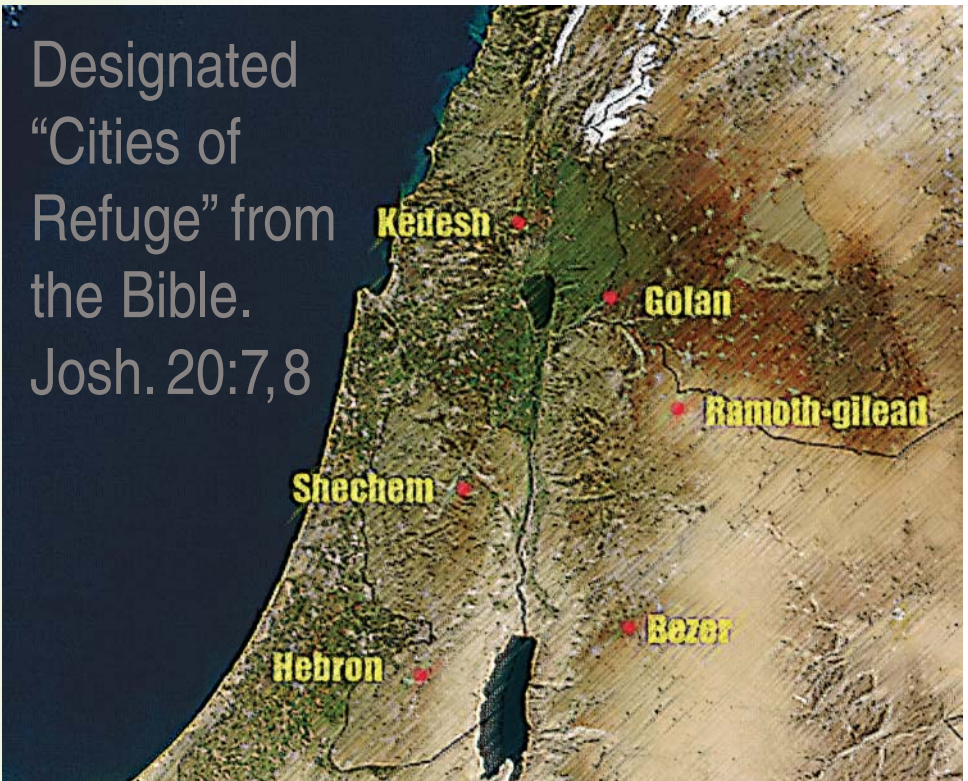 Designated
“Cities of
Refuge” from
the Bible.
Josh. 20:7,8
Kedesh
Golan
Ramoth-gilead
Shechem
Bezer
Hebron